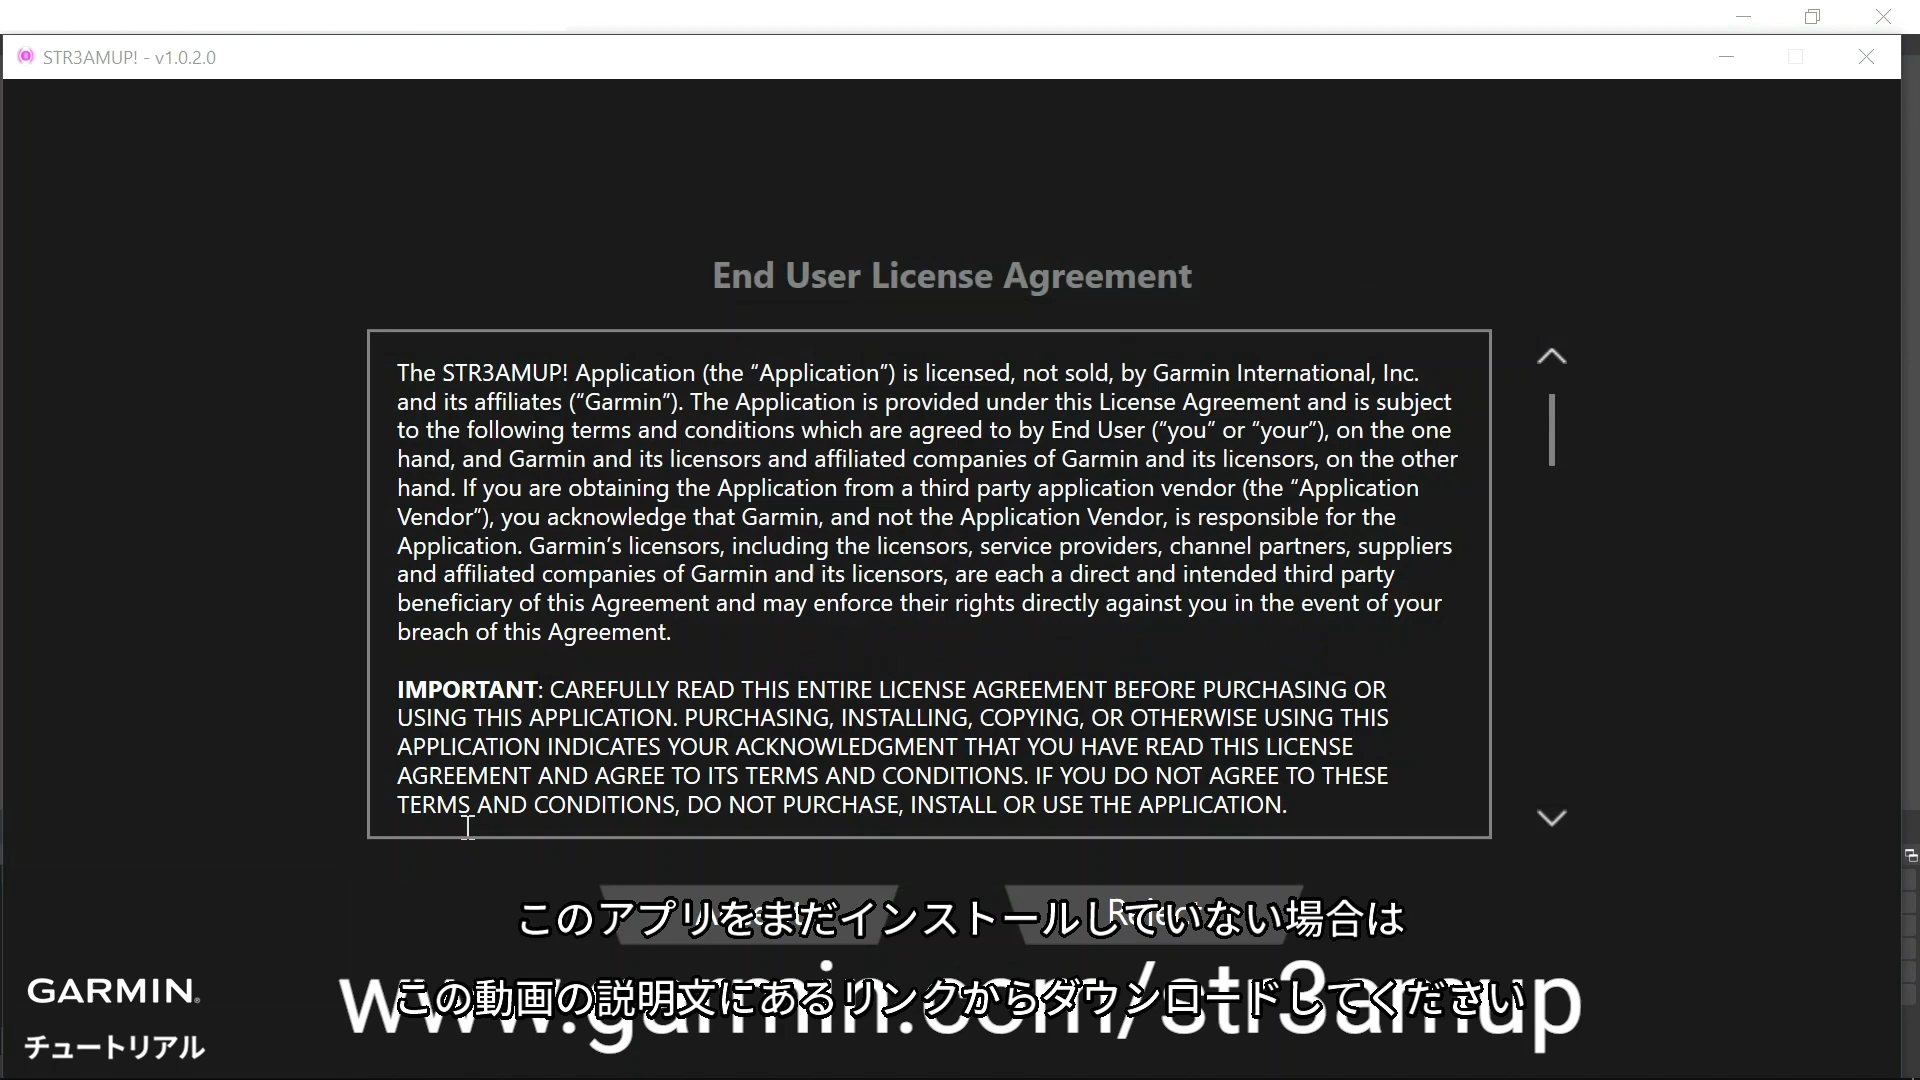 STR3AMUP! - v1.0.2.0
End User License Agreement
The STR3AMUP! Application (the “Application”) is licensed, not sold, by Garmin International, Inc.
and its affiliates (“Garmin”). The Application is provided under this License Agreement and is subject
to the following terms and conditions which are agreed to by End User (“you” or “your”), on the one
hand, and Garmin and its licensors and affiliated companies of Garmin and its licensors, on the other
hand. If you are obtaining the Application from a third party application vendor (the “Application
Vendor”), you acknowledge that Garmin, and not the Application Vendor, is responsible for the
Application. Garmin’s licensors, including the licensors, service providers, channel partners, suppliers
and affiliated companies of Garmin and its licensors, are each a direct and intended third party
beneficiary of this Agreement and may enforce their rights directly against you in the event of your
breach of this Agreement.
IMPORTANT: CAREFULLY READ THIS ENTIRE LICENSE AGREEMENT BEFORE PURCHASING OR
USING THIS APPLICATION. PURCHASING, INSTALLING, COPYING, OR OTHERWISE USING THIS
APPLICATION INDICATES YOUR ACKNOWLEDGMENT THAT YOU HAVE READ THIS LICENSE
AGREEMENT AND AGREE TO ITS TERMS AND CONDITIONS. IF YOU DO NOT AGREE TO THESE
TERMS AND CONDITIONS, DO NOT PURCHASE, INSTALL OR USE THE APPLICATION.
このアプリをまだインストールしていない場合は
この動画の説明文にあるリンクからダウンロードしてください
www.garmin.com/str3amup
GARMIN®
チュートリアル